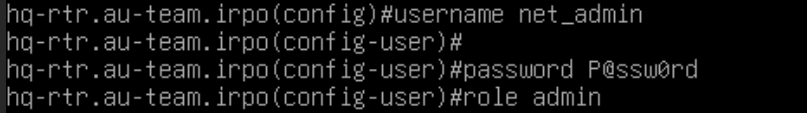 hq-rtr.au-team.irpo(config)#username net_admin
hq-rtr.au-team.irpo(config-user)#
hq-rtr.au-team.irpo(config-user)#password P@ssw0rd
hq-rtr.au-team.irpo(config-user)#role admin